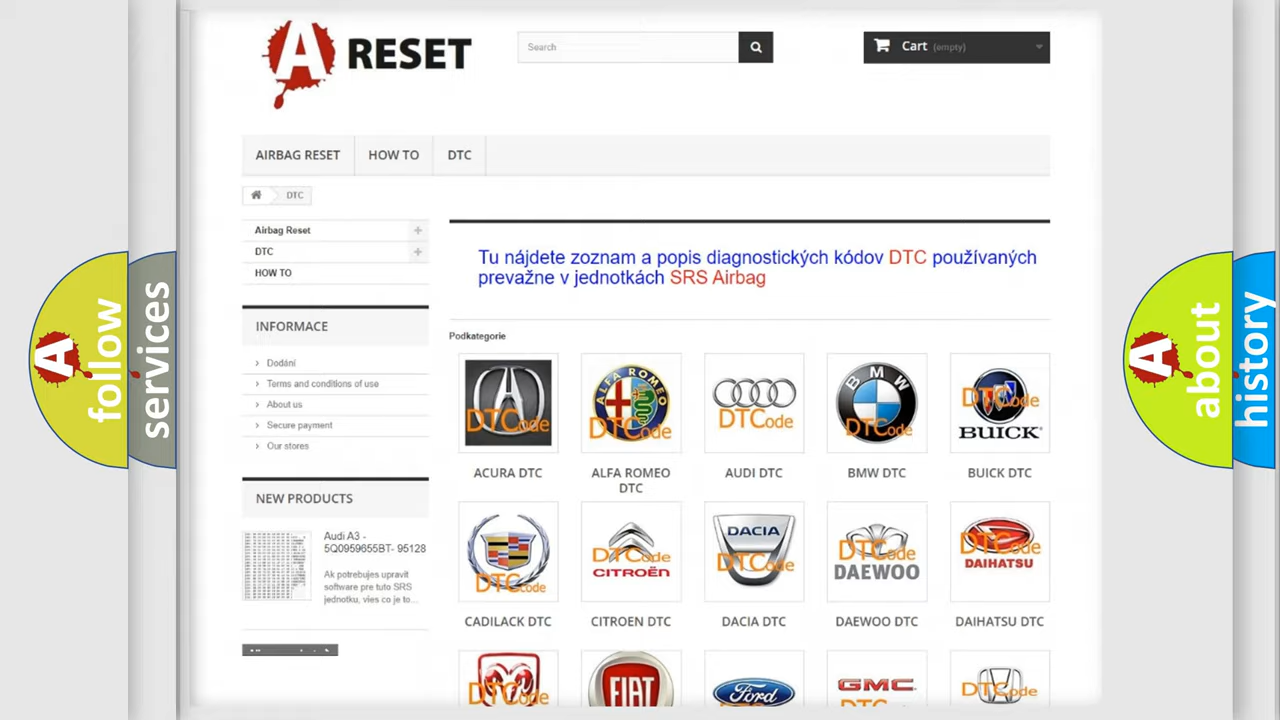 A RESET
Search
Cart (empty)
AIRBAG RESET
HOW TO
DTC
DTC
Airbag Reset
DTC
HOW TO
INFORMACE
Dodání
Terms and conditions of use
About us
Secure payment
Our stores
NEW PRODUCTS
Audi A3 -
5Q0959655BT- 95128
Ak potrebujes upravit
software pre tuto SRS
jednotku, vies co je to...
Tu nájdete zoznam a popis diagnostických kódov DTC používaných
prevažne v jednotkách SRS Airbag
Podkategorie
DTCode
ALFA ROMEO
DTCode
DTCode
BMW
DTCode
DTCode
BUICK
ACURA DTC
ALFA ROMEO
DTC
AUDI DTC
BMW DTC
BUICK DTC
DTCode
DTCode
CITROËN
DACIA
DTCode
DTCode
DAEWOO
DTCode
DAIHATSU
CADILACK DTC
CITROEN DTC
DACIA DTC
DAEWOO DTC
DAIHATSU DTC
DTCode
FIAT
Ford
DTCode
GMC
DTCode
A follow
services
A about
history